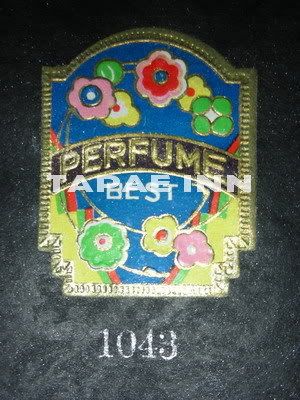 PERFUME
TAPAE INN
BEST
1043